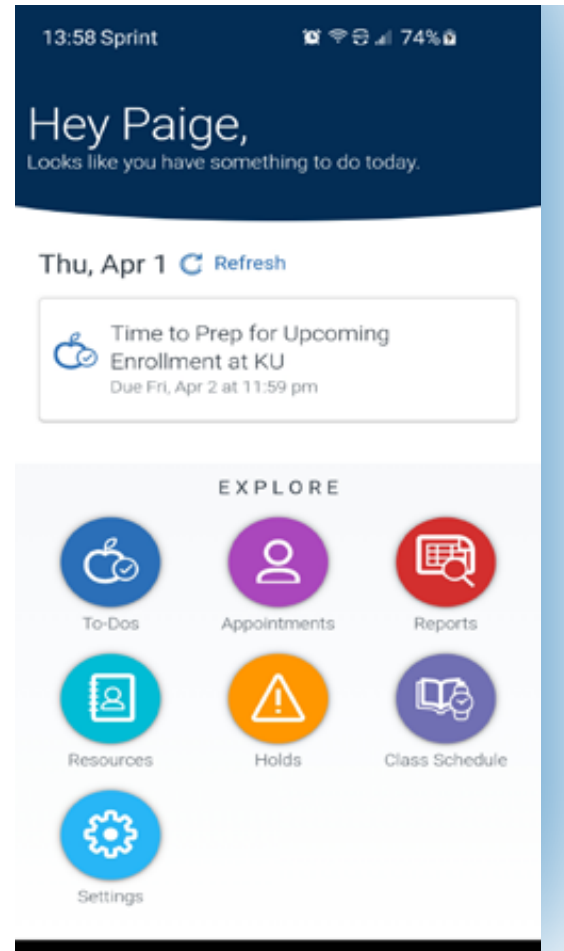 13:58 Sprint 74%
Hey Paige,
Looks like you have something to do today.
Thu, Apr 1 Refresh
Time to Prep for Upcoming
Enrollment at KU
Due Fri, Apr 2 at 11:59 pm
EXPLORE
To-Dos Appointments Reports
Resources Holds Class Schedule
Settings